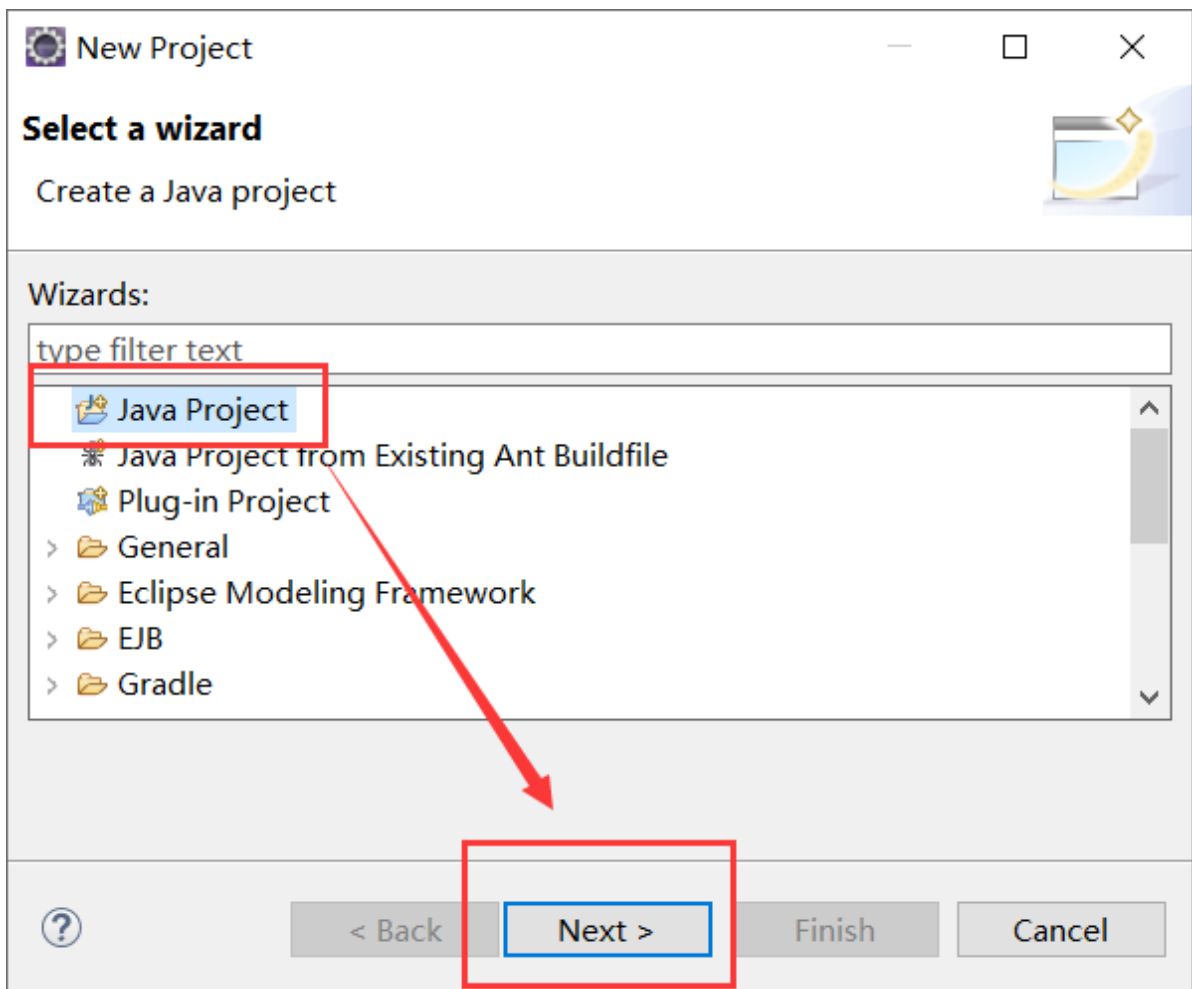 New Project
Select a wizard
Create a Java project
Wizards:
type filter text
Java Project
Java Project from Existing Ant Buildfile
Plug-in Project
General
Eclipse Modeling Framework
EJB
Gradle
?
< Back Next > Finish Cancel